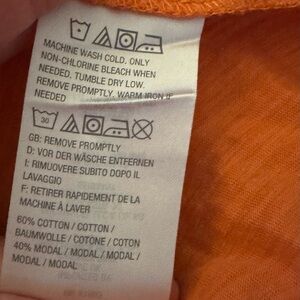 MACHINE WASH COLD. ONLY
NON-CHLORINE BLEACH WHEN
NEEDED. TUMBLE DRY LOW.
REMOVE PROMPTLY. WARM IRON IF
NEEDED
30
GB: REMOVE PROMPTLY
D: VOR DER WÄSCHE ENTFERNEN
I: RIMUOVERE SUBITO DOPO IL
LAVAGGIO
F: RETIRER RAPIDEMENT DE LA
MACHINE À LAVER
60% COTTON / COTTON /
BAUMWOLLE / COTONE / COTON
40% MODAL / MODAL /
MODAL / MODAL / MODAL